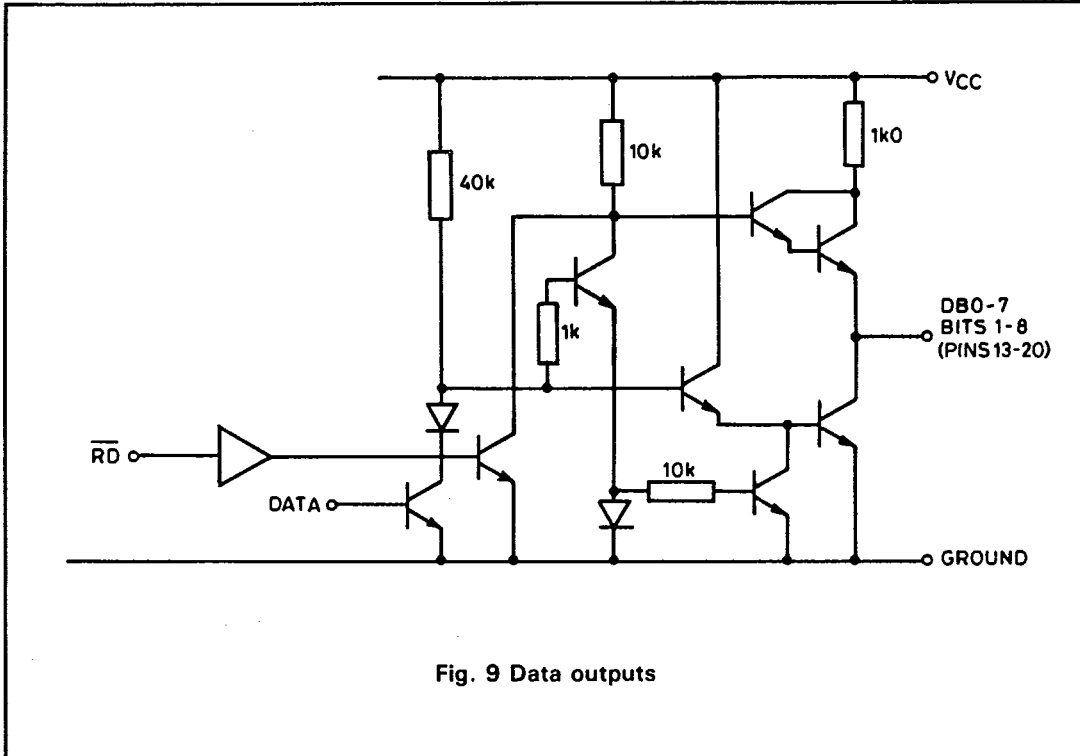 VCC
1k0
10k
40k
1k
DB0-7
BITS 1-8
(PINS 13-20)
RD
10k
DATA
GROUND
Fig. 9 Data outputs